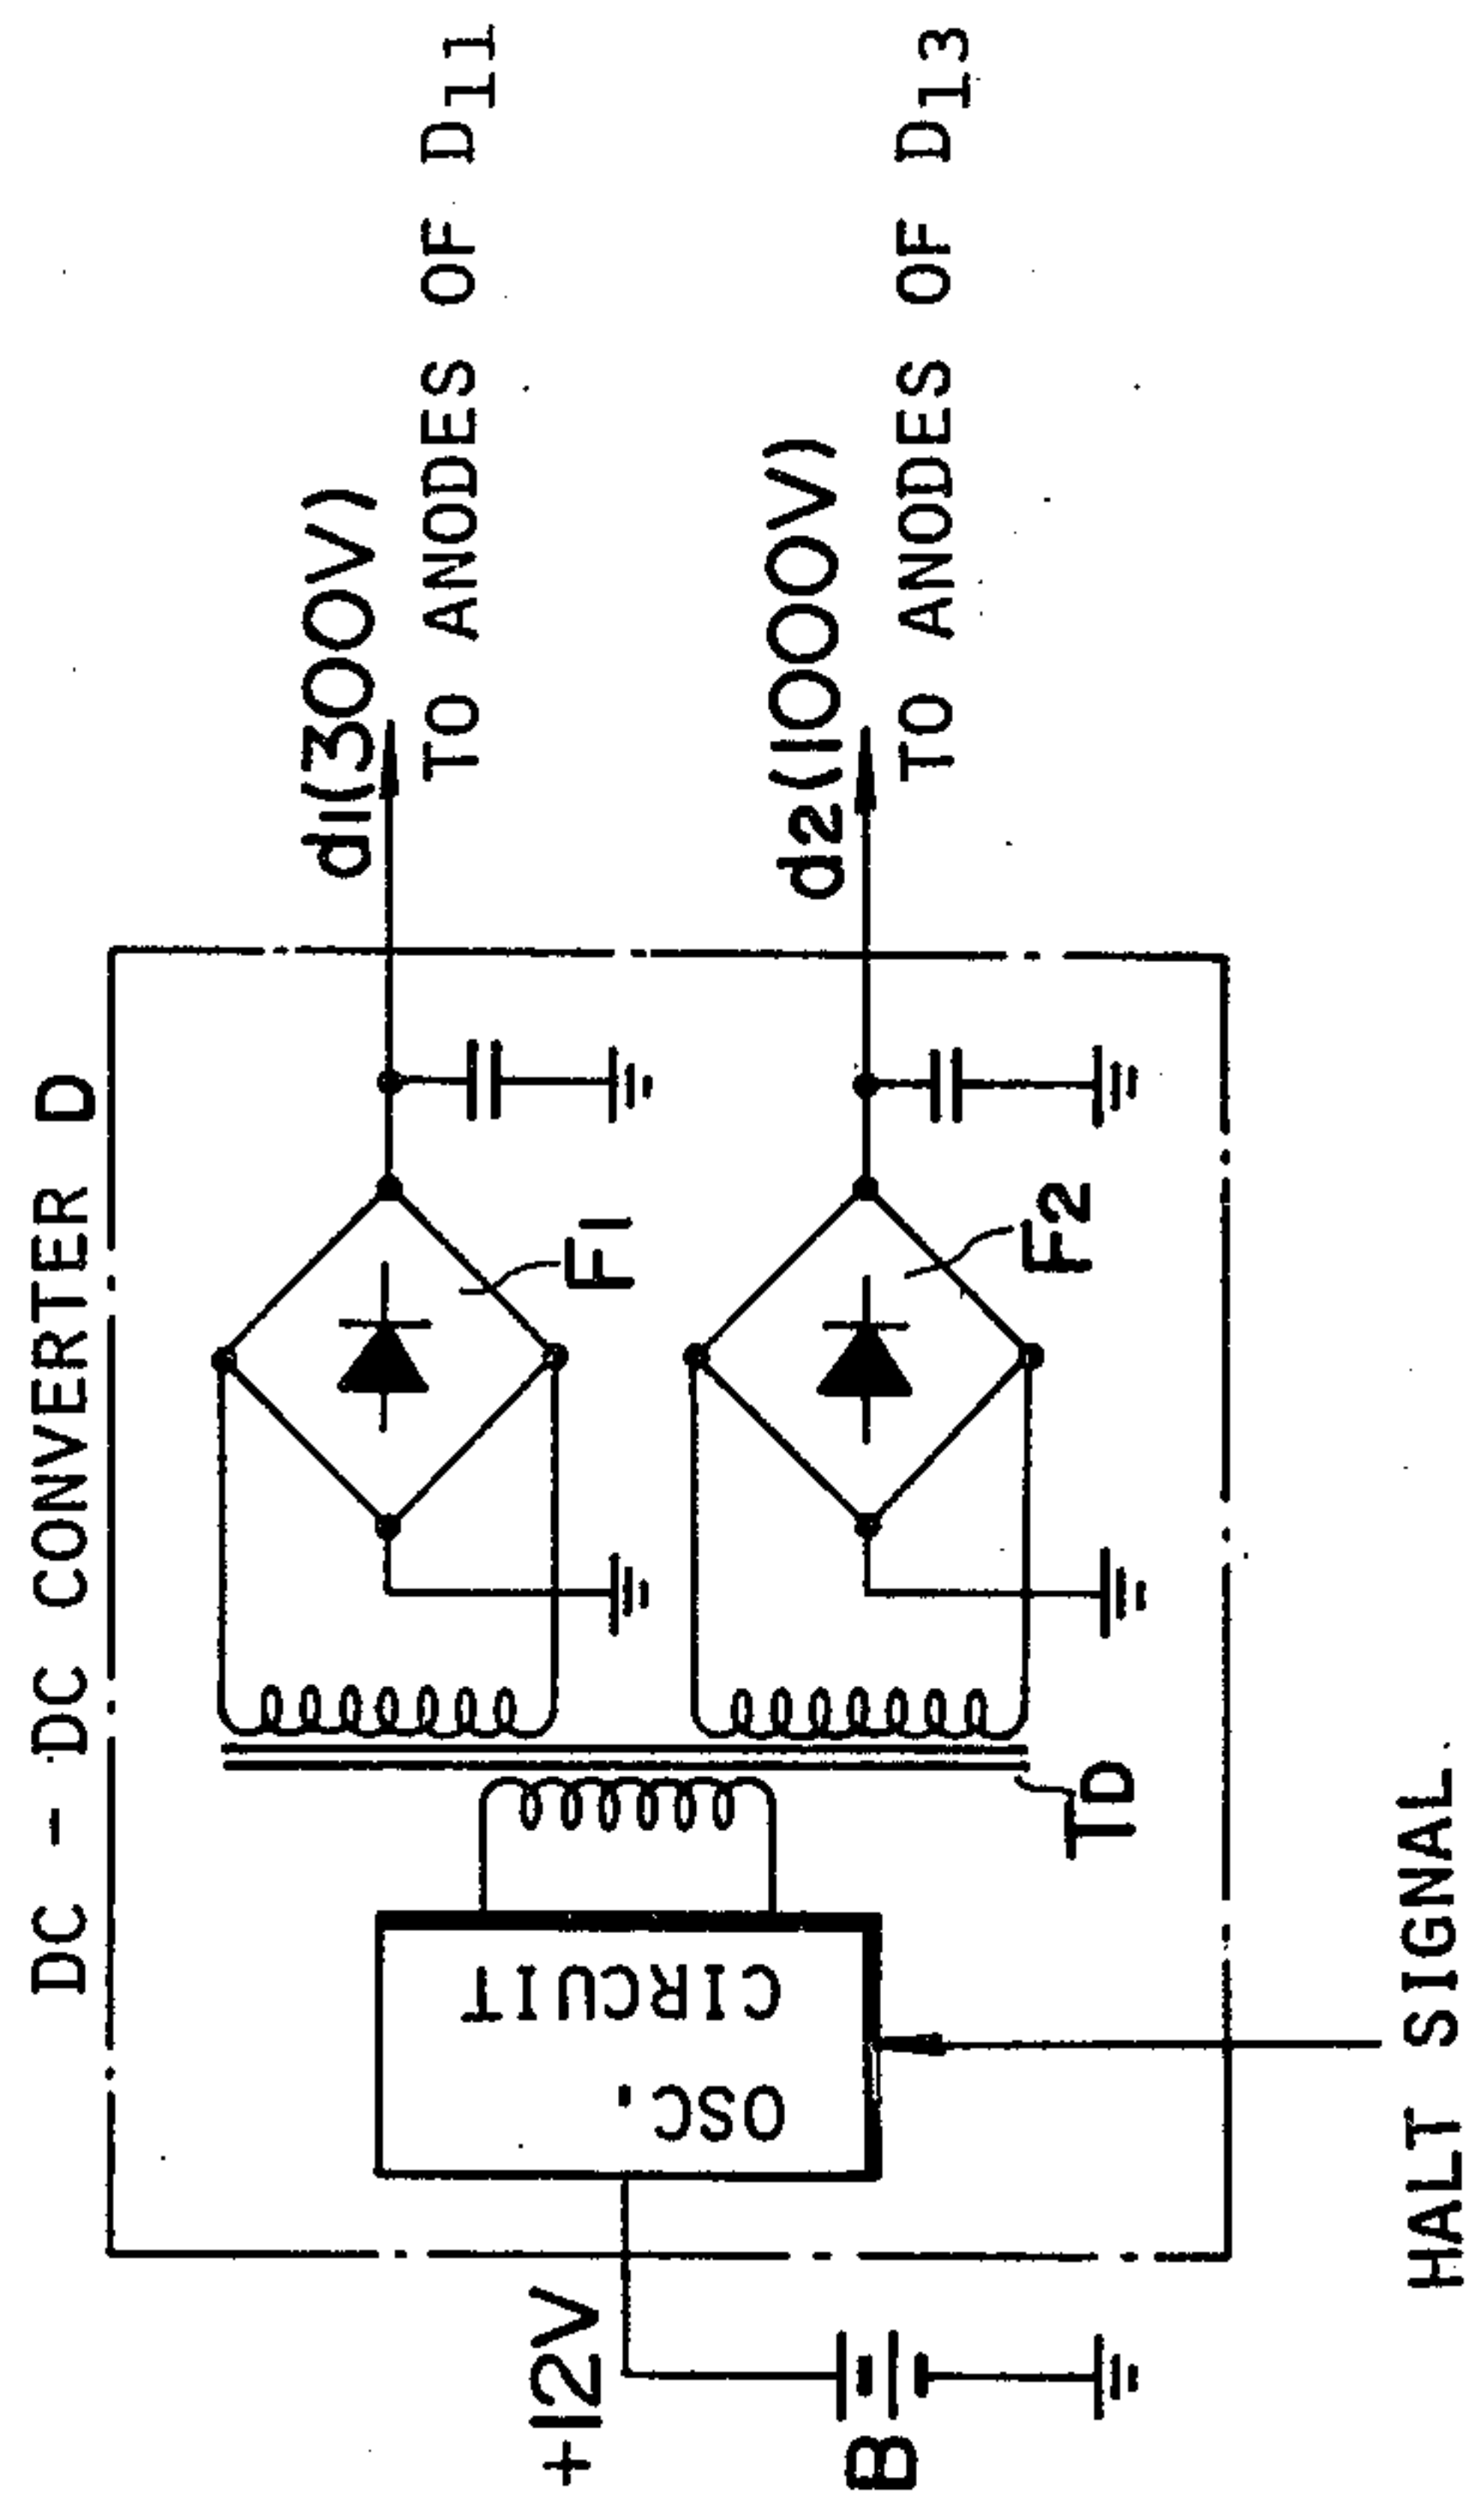 DC - DC CONVERTER D
d1(300V)
TO ANODES OF D11
F1
d2(1000V)
TO ANODES OF D13
F2
TD
OSC.
CIRCUIT
+12V
B
HALT SIGNAL